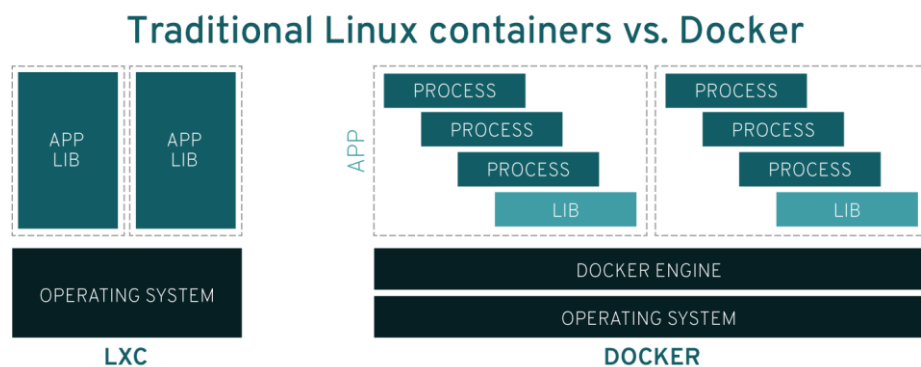 Traditional Linux containers vs. Docker
APP
LIB
APP
LIB
OPERATING SYSTEM
LXC
APP
PROCESS
PROCESS
PROCESS
LIB
PROCESS
PROCESS
PROCESS
LIB
DOCKER ENGINE
OPERATING SYSTEM
DOCKER